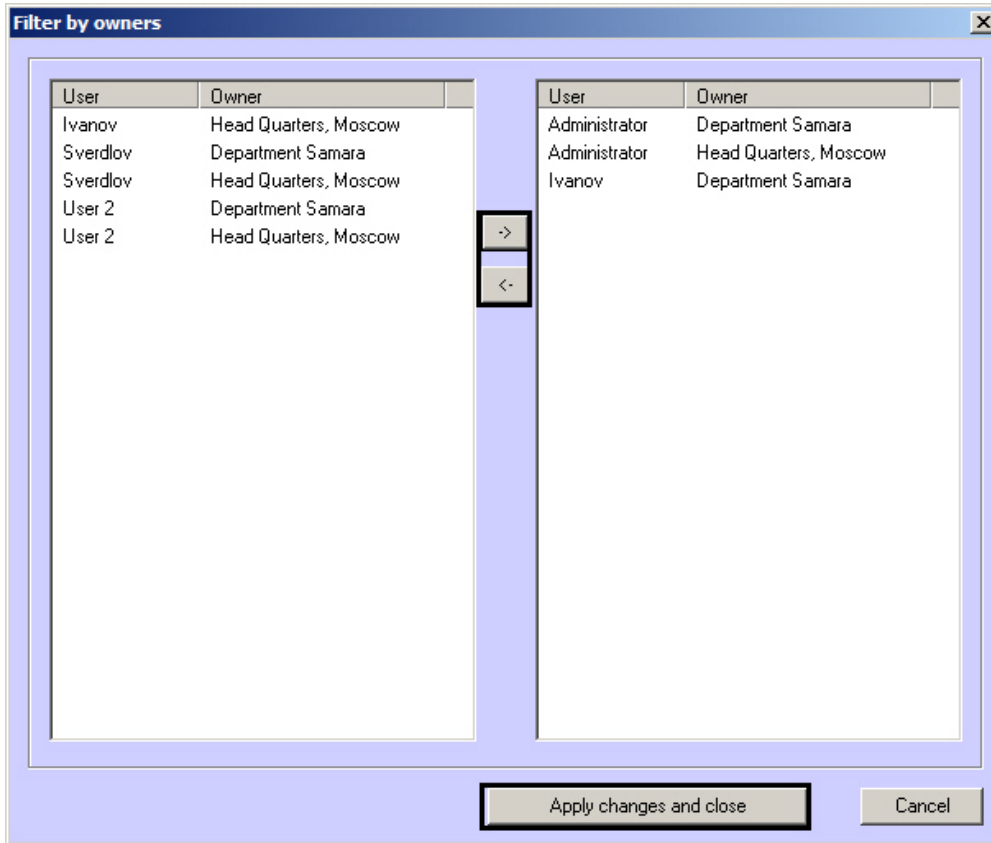 Filter by owners
User Owner
Ivanov Head Quarters, Moscow
Sverdlov Department Samara
Sverdlov Head Quarters, Moscow
User 2 Department Samara
User 2 Head Quarters, Moscow
->
<-
User Owner
Administrator Department Samara
Administrator Head Quarters, Moscow
Ivanov Department Samara
Apply changes and close
Cancel